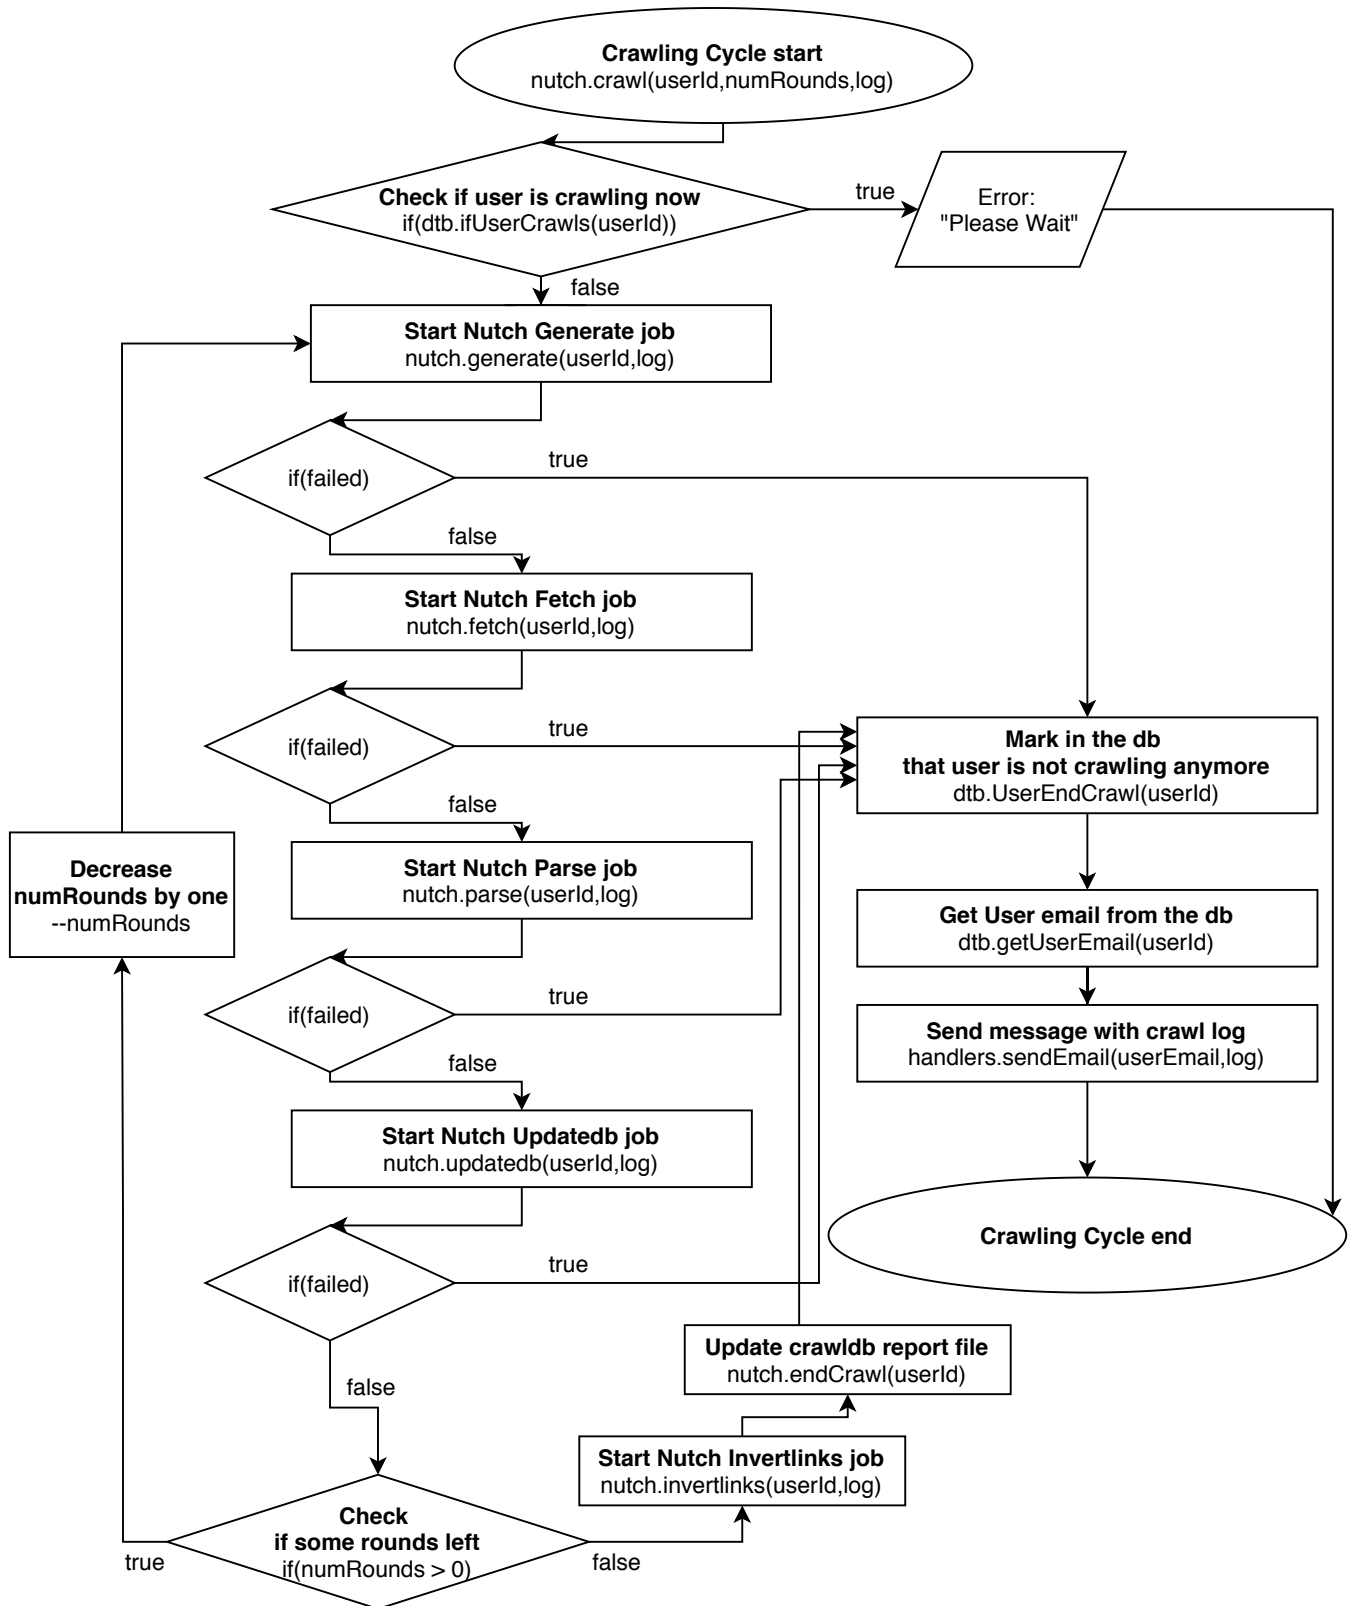 Crawling Cycle start
nutch.crawl(userId,numRounds,log)
Check if user is crawling now
if(dtb.ifUserCrawls(userId))
true
Error:
"Please Wait"
false
Start Nutch Generate job
nutch.generate(userId,log)
if(failed)
true
false
Start Nutch Fetch job
nutch.fetch(userId,log)
if(failed)
true
Mark in the db
that user is not crawling anymore
dtb.UserEndCrawl(userId)
false
Start Nutch Parse job
nutch.parse(userId,log)
Decrease
numRounds by one
--numRounds
Get User email from the db
dtb.getUserEmail(userId)
if(failed)
true
Send message with crawl log
handlers.sendEmail(userEmail,log)
false
Start Nutch Updatedb job
nutch.updatedb(userId,log)
if(failed)
true
Crawling Cycle end
false
Update crawldb report file
nutch.endCrawl(userId)
Start Nutch Invertlinks job
nutch.invertlinks(userId,log)
Check
if some rounds left
if(numRounds > 0)
true
false